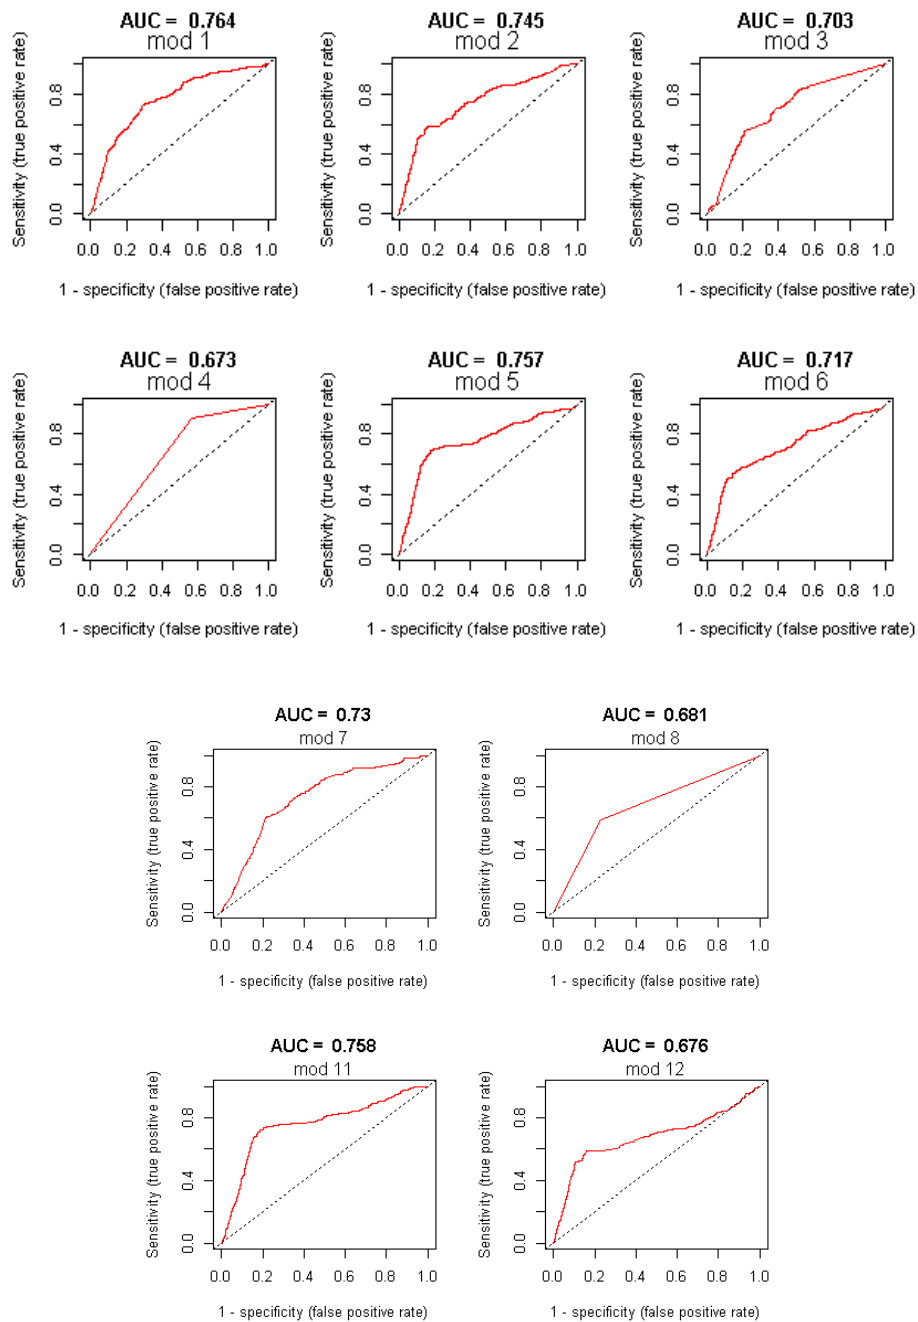 AUC = 0.764
mod 1
Sensitivity (true positive rate)
0.0 0.4 0.8
0.0 0.2 0.4 0.6 0.8 1.0
1 - specificity (false positive rate)
AUC = 0.745
mod 2
Sensitivity (true positive rate)
0.0 0.4 0.8
0.0 0.2 0.4 0.6 0.8 1.0
1 - specificity (false positive rate)
AUC = 0.703
mod 3
Sensitivity (true positive rate)
0.0 0.4 0.8
0.0 0.2 0.4 0.6 0.8 1.0
1 - specificity (false positive rate)
AUC = 0.673
mod 4
Sensitivity (true positive rate)
0.0 0.4 0.8
0.0 0.2 0.4 0.6 0.8 1.0
1 - specificity (false positive rate)
AUC = 0.757
mod 5
Sensitivity (true positive rate)
0.0 0.4 0.8
0.0 0.2 0.4 0.6 0.8 1.0
1 - specificity (false positive rate)
AUC = 0.717
mod 6
Sensitivity (true positive rate)
0.0 0.4 0.8
0.0 0.2 0.4 0.6 0.8 1.0
1 - specificity (false positive rate)
AUC = 0.73
mod 7
Sensitivity (true positive rate)
0.0 0.4 0.8
0.0 0.2 0.4 0.6 0.8 1.0
1 - specificity (false positive rate)
AUC = 0.681
mod 8
Sensitivity (true positive rate)
0.0 0.4 0.8
0.0 0.2 0.4 0.6 0.8 1.0
1 - specificity (false positive rate)
AUC = 0.758
mod 11
Sensitivity (true positive rate)
0.0 0.4 0.8
0.0 0.2 0.4 0.6 0.8 1.0
1 - specificity (false positive rate)
AUC = 0.676
mod 12
Sensitivity (true positive rate)
0.0 0.4 0.8
0.0 0.2 0.4 0.6 0.8 1.0
1 - specificity (false positive rate)